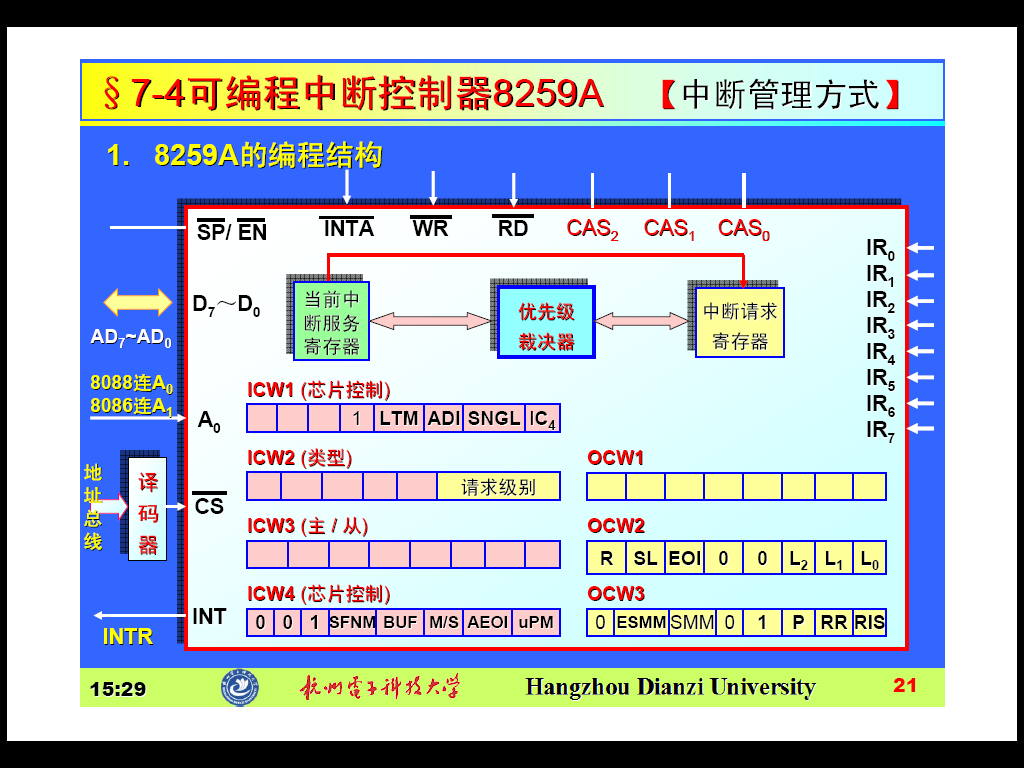 §7-4可编程中断控制器8259A 【中断管理方式】
1. 8259A的编程结构
SP/ EN INTA WR RD CAS2 CAS1 CAS0
IR0
IR1
IR2
IR3
IR4
IR5
IR6
IR7
D7～D0
AD7~AD0
当前中
断服务
寄存器
优先级
裁决器
中断请求
寄存器
8088连A0
8086连A1
A0
ICW1 (芯片控制)
1 LTM ADI SNGL IC4
ICW2 (类型)
请求级别
OCW1
地
址
总
线
译
码
器
CS
ICW3 (主 / 从)
OCW2
R SL EOI 0 0 L2 L1 L0
ICW4 (芯片控制)
0 0 1 SFNM BUF M/S AEOI uPM
OCW3
0 ESMM SMM 0 1 P RR RIS
INT
INTR
15:29 杭州电子科技大学 Hangzhou Dianzi University 21